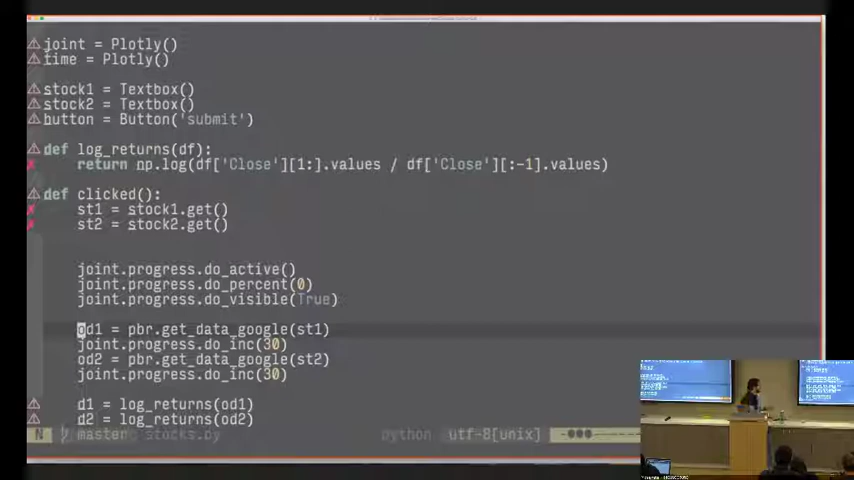 joint = Plotly()
time = Plotly()
stock1 = Textbox()
stock2 = Textbox()
button = Button('submit')
def log_returns(df):
return np.log(df['Close'][1:].values / df['Close'][:-1].values)
def clicked():
st1 = stock1.get()
st2 = stock2.get()
joint.progress.do_active()
joint.progress.do_percent(0)
joint.progress.do_visible(True)
od1 = pbr.get_data_google(st1)
joint.progress.do_inc(30)
od2 = pbr.get_data_google(st2)
joint.progress.do_inc(30)
d1 = log_returns(od1)
d2 = log_returns(od2)
N master stocks.py python utf-8[unix]